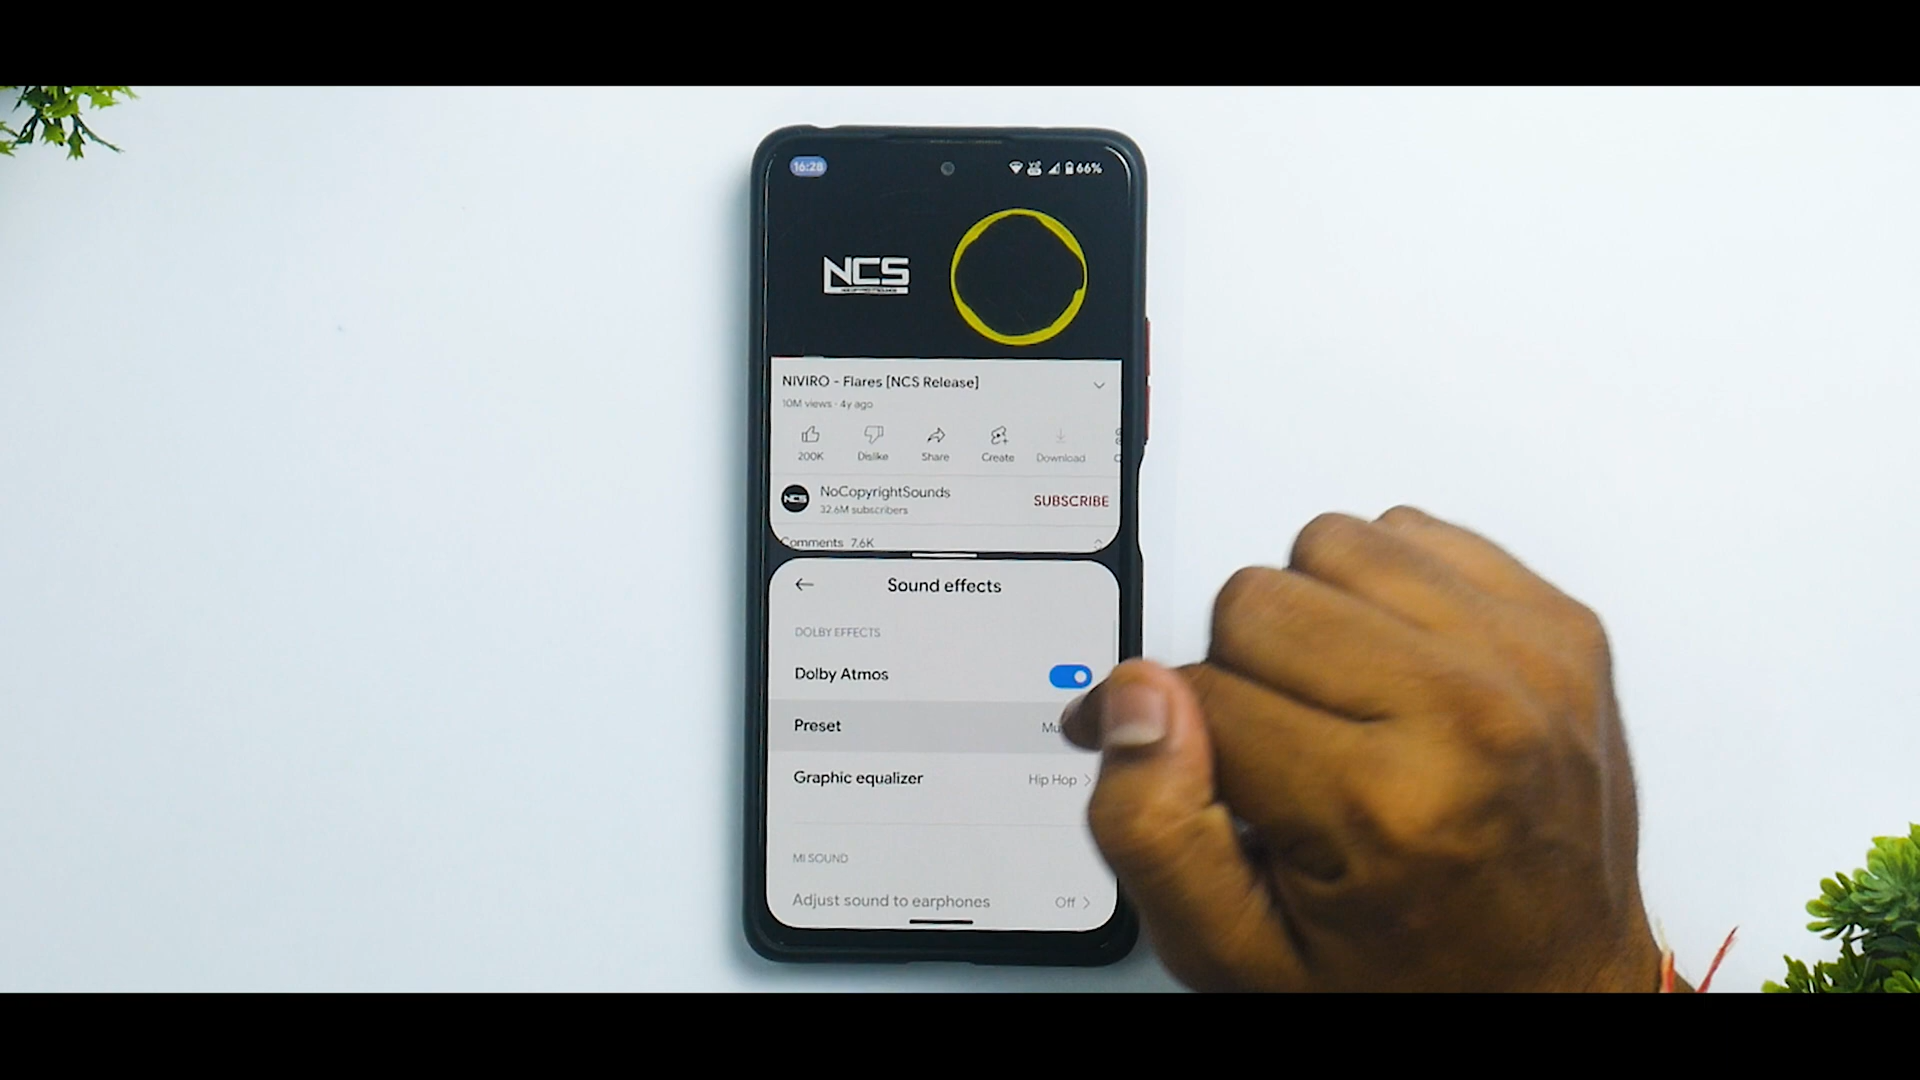 16:28
66%
NCS
NIVIRO - Flares [NCS Release]
10M views · 4y ago
200K
Dislike
Share
Create
Download
NCS
NoCopyrightSounds
32.6M subscribers
SUBSCRIBE
Comments 7.6K
Sound effects
DOLBY EFFECTS
Dolby Atmos
Preset
Graphic equalizer
Hip Hop
MI SOUND
Adjust sound to earphones
Off